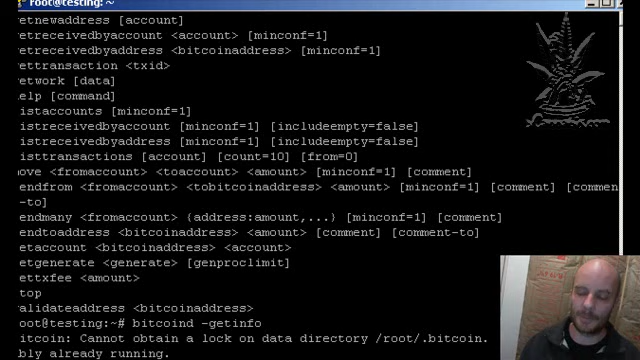 root@testing: ~
etnewaddress [account]
etreceivedbyaccount <account> [minconf=1]
etreceivedbyaddress <bitcoinaddress> [minconf=1]
ettransaction <txid>
etwork [data]
elp [command]
istaccounts [minconf=1]
istreceivedbyaccount [minconf=1] [includeempty=false]
istreceivedbyaddress [minconf=1] [includeempty=false]
isttransactions [account] [count=10] [from=0]
ove <fromaccount> <toaccount> <amount> [minconf=1] [comment]
endfrom <fromaccount> <tobitcoinaddress> <amount> [minconf=1] [comment] [commen
-to]
endmany <fromaccount> {address:amount,...} [minconf=1] [comment]
endtoaddress <bitcoinaddress> <amount> [comment] [comment-to]
etaccount <bitcoinaddress> <account>
etgenerate <generate> [genproclimit]
ettxfee <amount>
top
validateaddress <bitcoinaddress>
root@testing:~# bitcoind -getinfo
bitcoin: Cannot obtain a lock on data directory /root/.bitcoin.
bly already running.